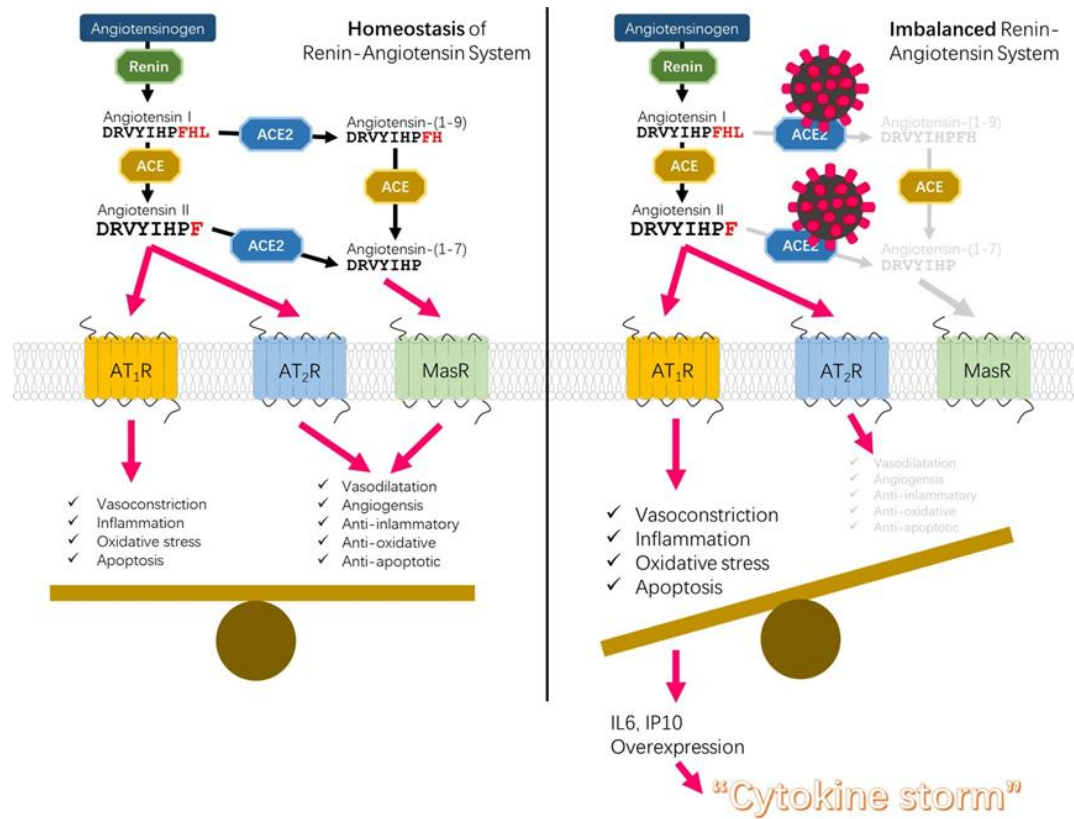 Angiotensinogen
Homeostasis of
Renin-Angiotensin System
Renin
Angiotensin I
DRVYIHPFHL
ACE2
Angiotensin-(1-9)
DRVYIHPFH
ACE
ACE
Angiotensin II
DRVYIHPF
ACE2
Angiotensin-(1-7)
DRVYIHP
AT1R
AT2R
MasR
✓ Vasoconstriction
✓ Inflammation
✓ Oxidative stress
✓ Apoptosis
✓ Vasodilatation
✓ Angiogensis
✓ Anti-inlammatory
✓ Anti-oxidative
✓ Anti-apoptotic
Angiotensinogen
Imbalanced Renin-
Angiotensin System
Renin
Angiotensin I
DRVYIHPFHL
ACE2
Angiotensin-(1-9)
DRVYIHPFH
ACE
ACE
Angiotensin II
DRVYIHPF
ACE2
Angiotensin-(1-7)
DRVYIHP
AT1R
AT2R
MasR
✓ Vasodilatation
✓ Angiogensis
✓ Anti-inlammatory
✓ Anti-oxidative
✓ Anti-apoptotic
✓ Vasoconstriction
✓ Inflammation
✓ Oxidative stress
✓ Apoptosis
IL6, IP10
Overexpression
“Cytokine storm”